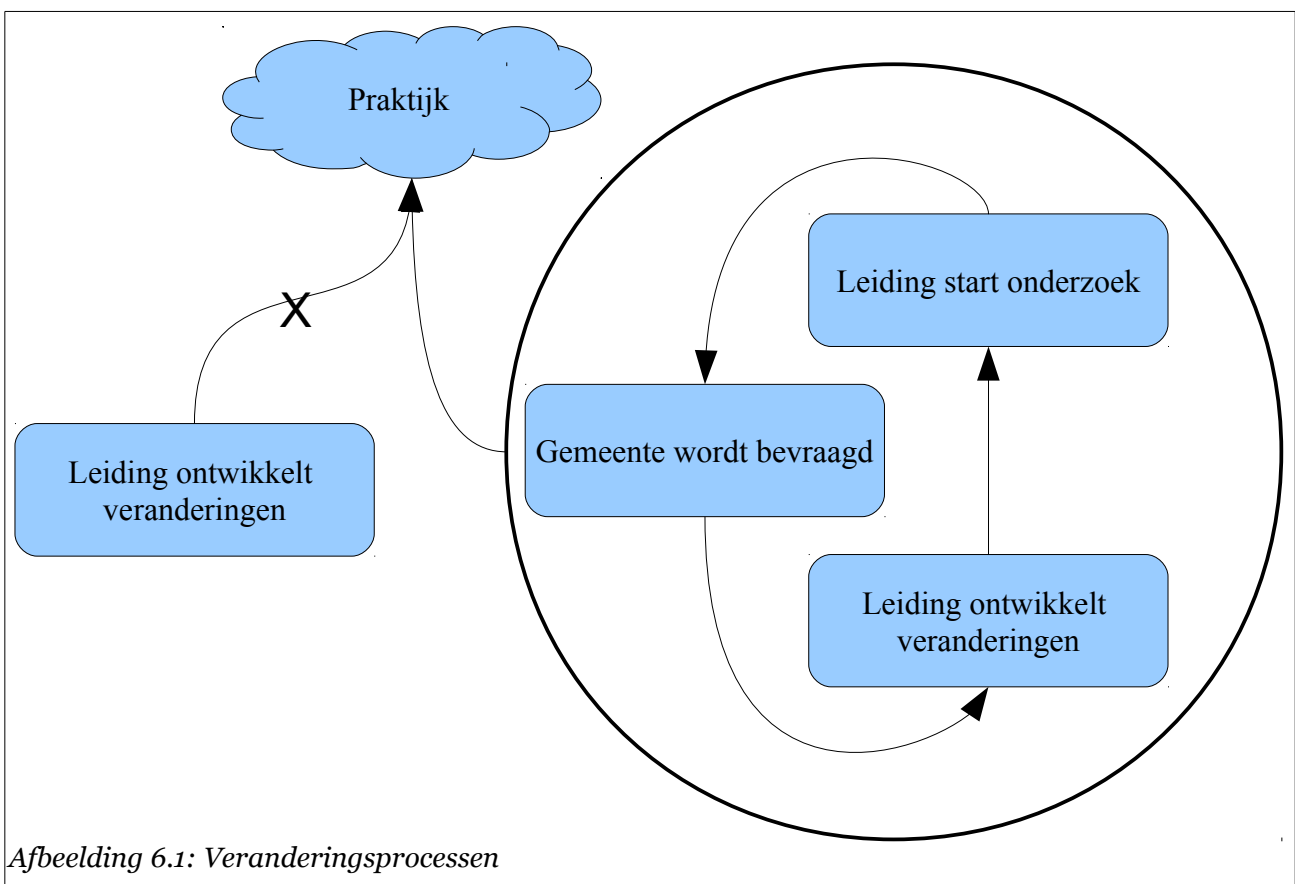 Praktijk
Leiding start onderzoek
X
Gemeente wordt bevraagd
Leiding ontwikkelt
veranderingen
Leiding ontwikkelt
veranderingen
Afbeelding 6.1: Veranderingsprocessen